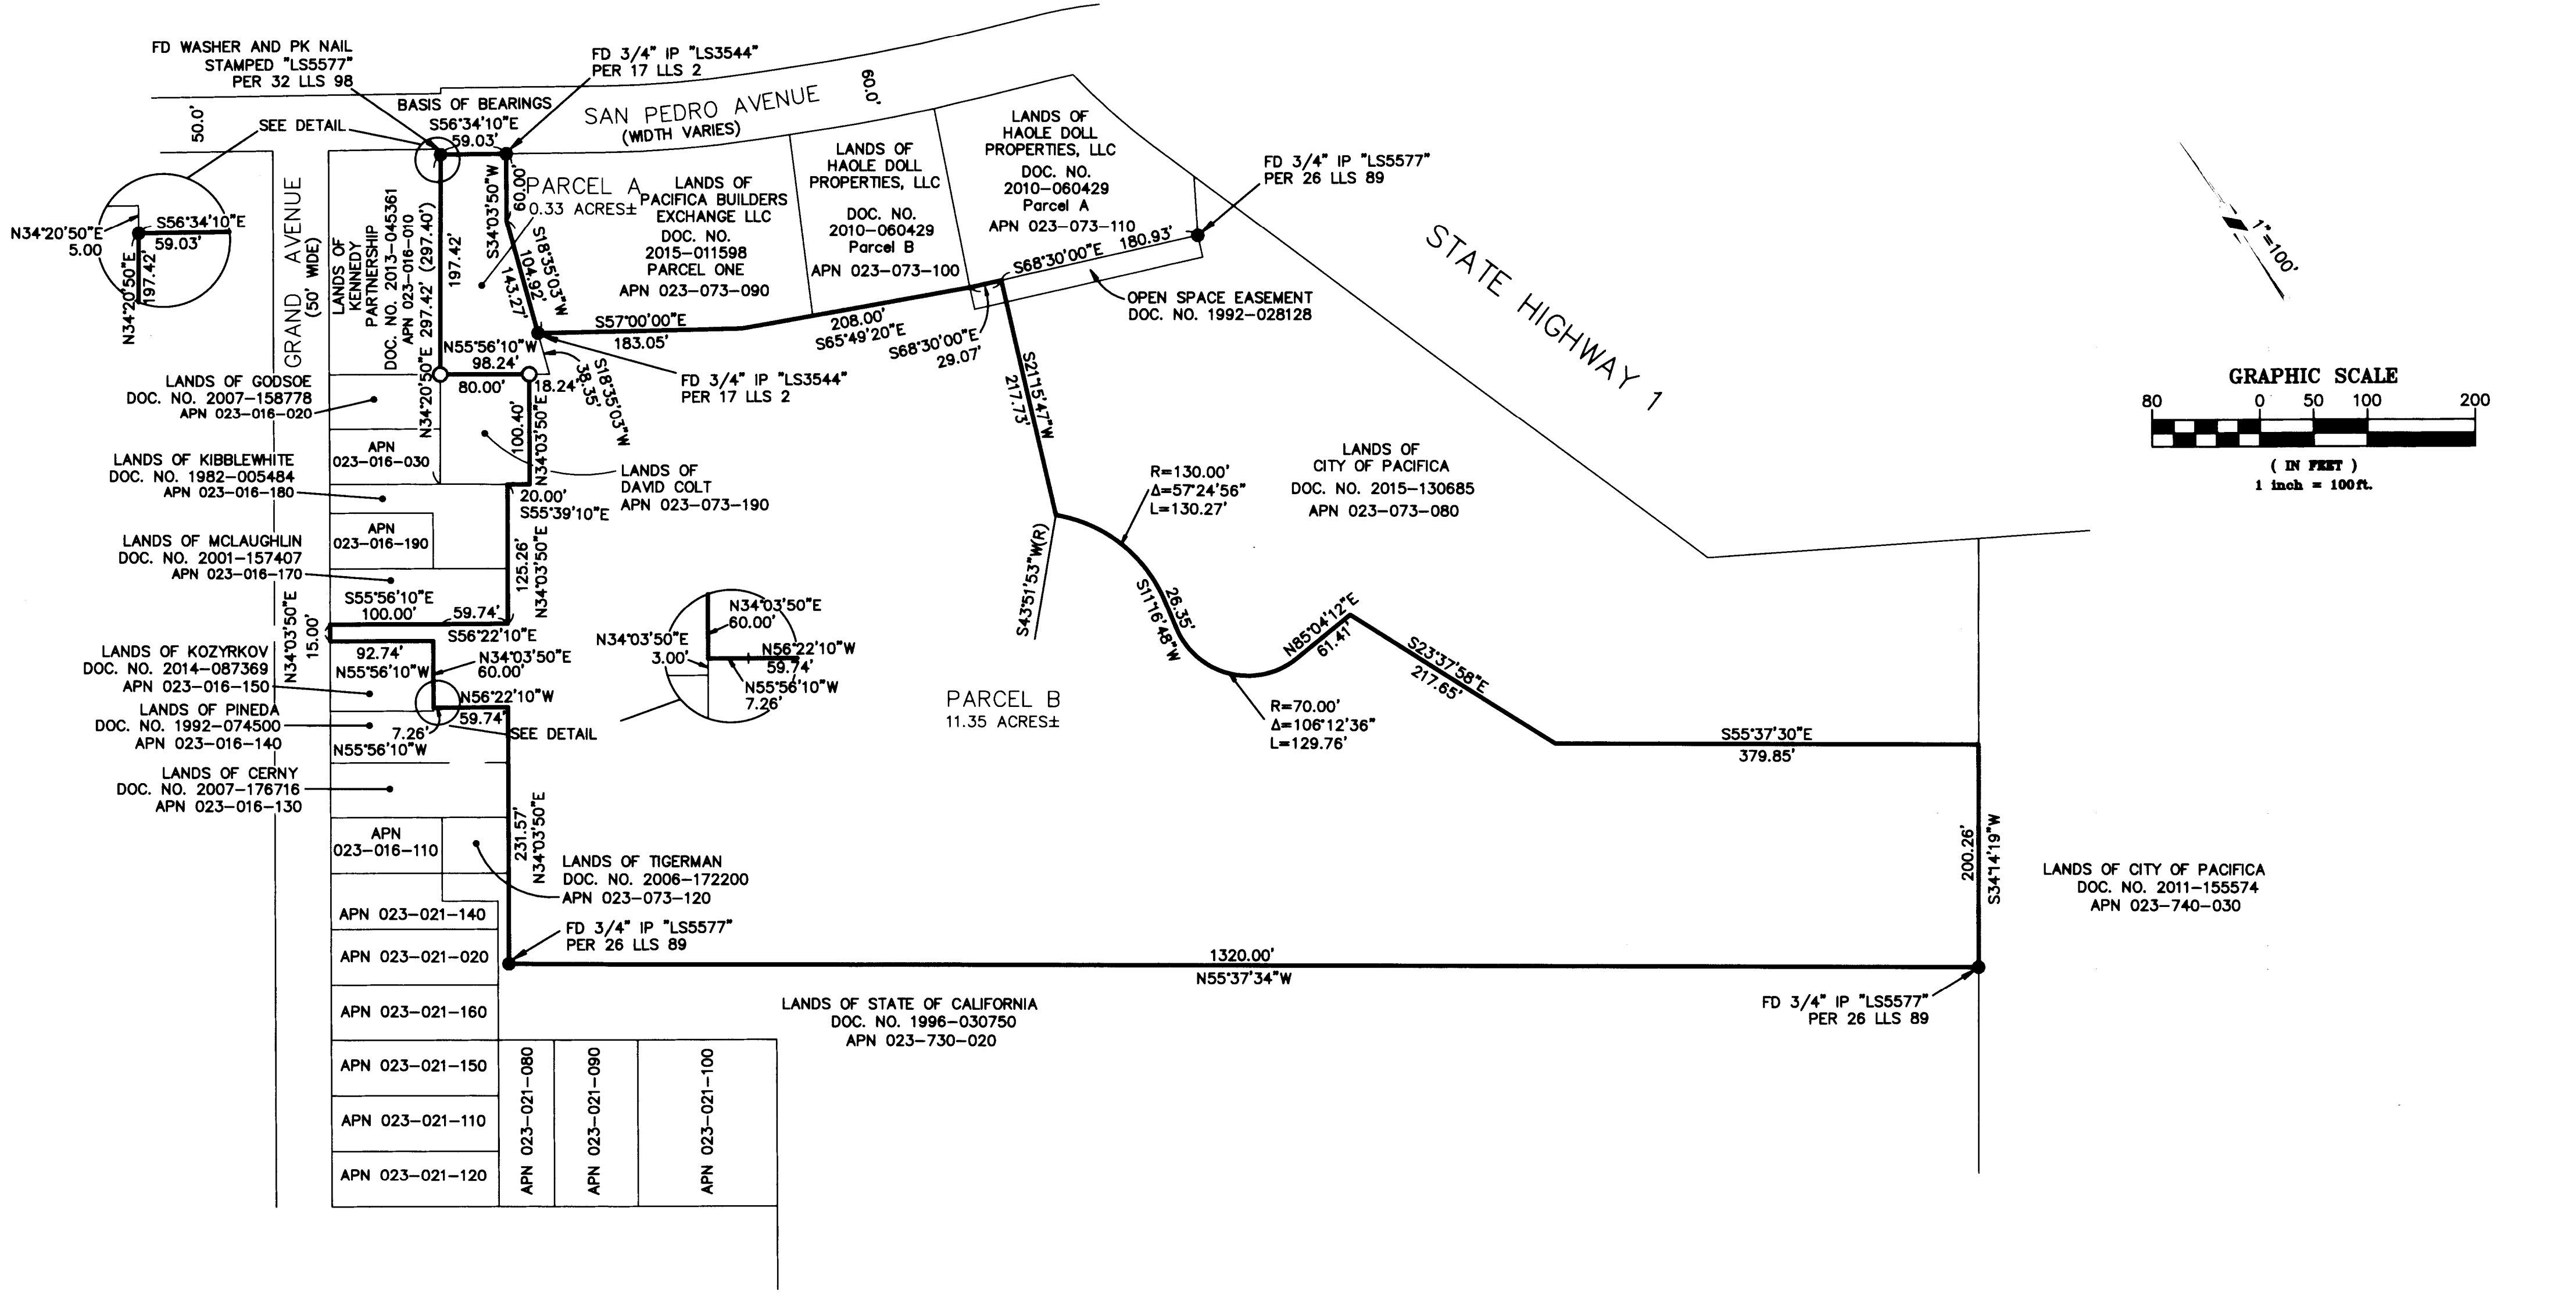 FD WASHER AND PK NAIL
STAMPED "LS5577"
PER 32 LLS 98
FD 3/4" IP "LS3544"
PER 17 LLS 2
BASIS OF BEARINGS
S56°34'10"E
59.03'
SAN PEDRO AVENUE
(WIDTH VARIES)
60.0'
50.0'
SEE DETAIL
N34°20'50"E
5.00
S56°34'10"E
59.03'
N34°20'50"E
197.42'
GRAND AVENUE
(50' WIDE)
LANDS OF
KENNEDY
PARTNERSHIP
DOC. NO. 2013-045361
APN 023-016-010
N34°20'50"E 297.42' (297.40')
197.42'
S34°03'50"W
60.00'
PARCEL A
0.33 ACRES±
S18°35'03"W
104.92'
143.27'
LANDS OF
PACIFICA BUILDERS
EXCHANGE LLC
DOC. NO.
2015-011598
PARCEL ONE
APN 023-073-090
LANDS OF
HAOLE DOLL
PROPERTIES, LLC
DOC. NO.
2010-060429
Parcel B
APN 023-073-100
LANDS OF
HAOLE DOLL
PROPERTIES, LLC
DOC. NO.
2010-060429
Parcel A
APN 023-073-110
S68°30'00"E 180.93'
FD 3/4" IP "LS5577"
PER 26 LLS 89
OPEN SPACE EASEMENT
DOC. NO. 1992-028128
STATE HIGHWAY 1
1"=100'
GRAPHIC SCALE
80 0 50 100 200
( IN FEET )
1 inch = 100ft.
S57°00'00"E
183.05'
208.00'
S65°49'20"E
S68°30'00"E
29.07'
N55°56'10"W
98.24'
80.00'
18.24'
S18°35'03"W
38.35'
FD 3/4" IP "LS3544"
PER 17 LLS 2
S21°15'47"W
217.73'
LANDS OF GODSOE
DOC. NO. 2007-158778
APN 023-016-020
APN
023-016-030
100.40'
N34°03'50"E
LANDS OF
DAVID COLT
APN 023-073-190
LANDS OF KIBBLEWHITE
DOC. NO. 1982-005484
APN 023-016-180
20.00'
S55°39'10"E
APN
023-016-190
LANDS OF MCLAUGHLIN
DOC. NO. 2001-157407
APN 023-016-170
125.26'
N34°03'50"E
R=130.00'
Δ=57°24'56"
L=130.27'
LANDS OF
CITY OF PACIFICA
DOC. NO. 2015-130685
APN 023-073-080
S43°51'53"W(R)
26.35'
S11°16'48"W
N85°04'12"E
61.41'
S23°37'58"E
217.65'
R=70.00'
Δ=106°12'36"
L=129.76'
S55°37'30"E
379.85'
S55°56'10"E
100.00'
59.74'
S56°22'10"E
N34°03'50"E
15.00'
92.74'
N55°56'10"W
N34°03'50"E
60.00'
LANDS OF KOZYRKOV
DOC. NO. 2014-087369
APN 023-016-150
N56°22'10"W
59.74'
LANDS OF PINEDA
DOC. NO. 1992-074500
APN 023-016-140
7.26'
N55°56'10"W
SEE DETAIL
N34°03'50"E
60.00'
N34°03'50"E
3.00'
N56°22'10"W
59.74'
N55°56'10"W
7.26'
PARCEL B
11.35 ACRES±
LANDS OF CERNY
DOC. NO. 2007-176716
APN 023-016-130
231.57'
N34°03'50"E
APN
023-016-110
LANDS OF TIGERMAN
DOC. NO. 2006-172200
APN 023-073-120
FD 3/4" IP "LS5577"
PER 26 LLS 89
200.26'
S34°14'19"W
LANDS OF CITY OF PACIFICA
DOC. NO. 2011-155574
APN 023-740-030
1320.00'
N55°37'34"W
FD 3/4" IP "LS5577"
PER 26 LLS 89
LANDS OF STATE OF CALIFORNIA
DOC. NO. 1996-030750
APN 023-730-020
APN 023-021-140
APN 023-021-020
APN 023-021-160
APN 023-021-150
APN 023-021-110
APN 023-021-120
APN 023-021-080
APN 023-021-090
APN 023-021-100